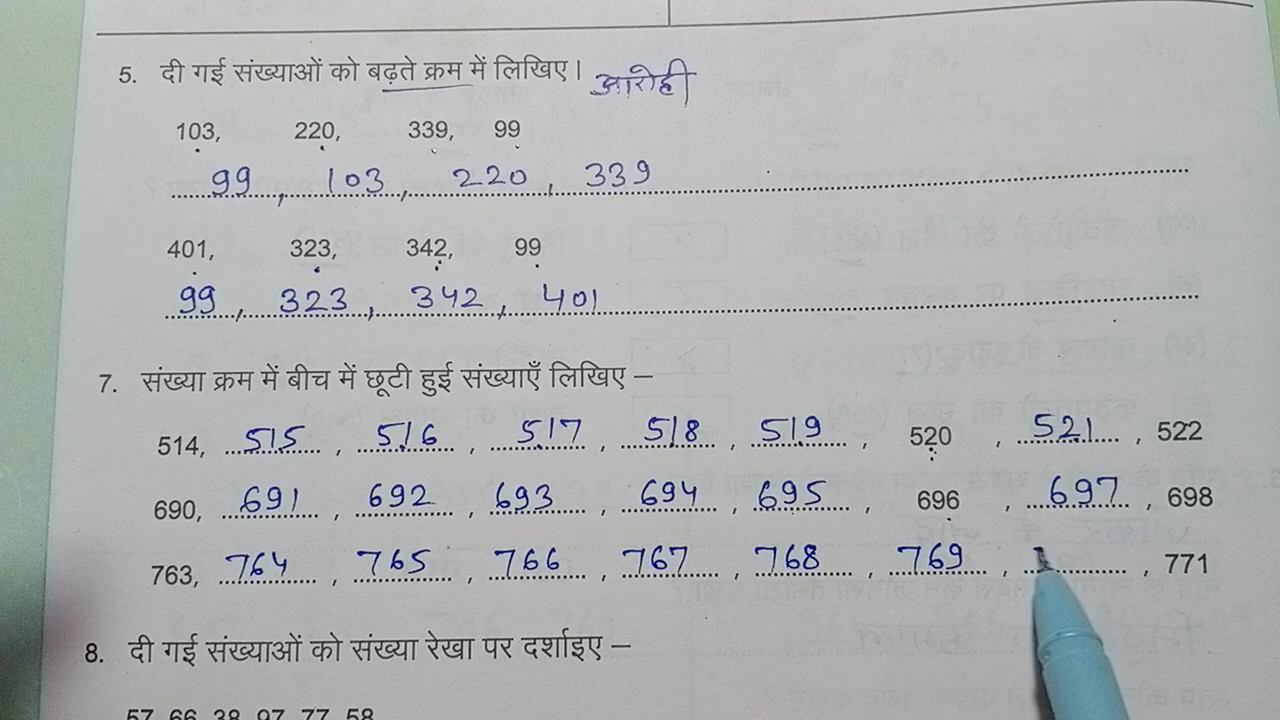 5. दी गई संख्याओं को बढ़ते क्रम में लिखिए। आरोही
103, 220, 339, 99
99, 103, 220, 339
401, 323, 342, 99
99, 323, 342, 401
7. संख्या क्रम में बीच में छूटी हुई संख्याएँ लिखिए –
514, 515, 516, 517, 518, 519, 520, 521, 522
690, 691, 692, 693, 694, 695, 696, 697, 698
763, 764, 765, 766, 767, 768, 769, , 771
8. दी गई संख्याओं को संख्या रेखा पर दर्शाइए –
57, 66, 38, 97, 77, 58